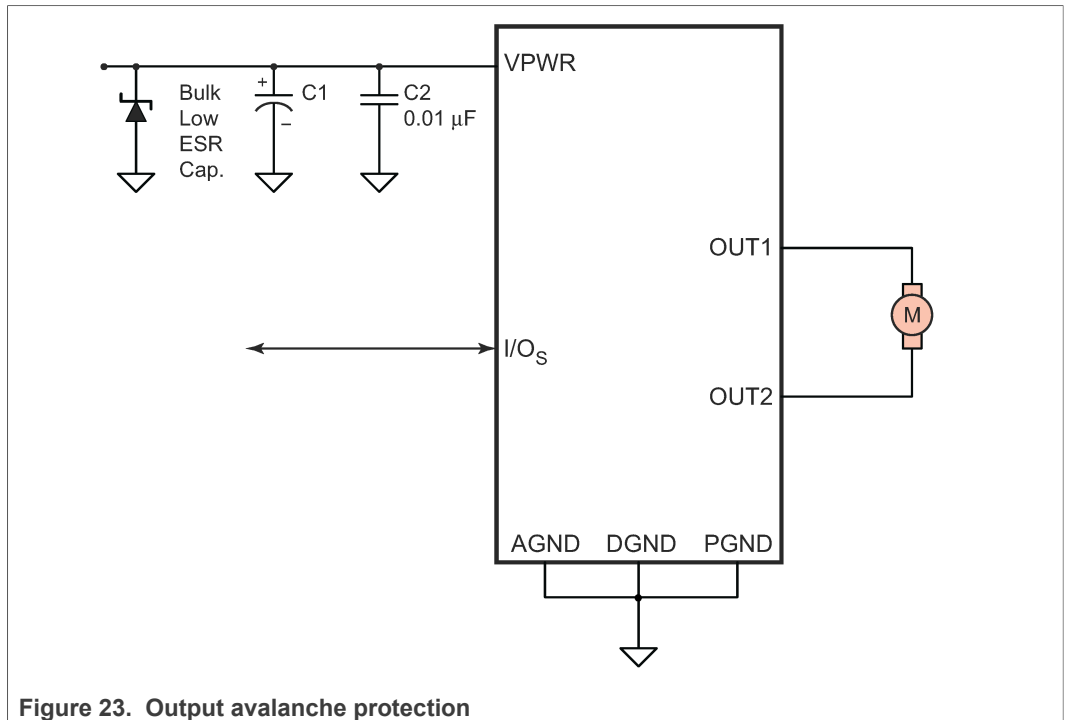 VPWR
Bulk
Low
ESR
Cap.
+
C1
–
C2
0.01 μF
OUT1
M
I/OS
OUT2
AGND DGND PGND
Figure 23. Output avalanche protection